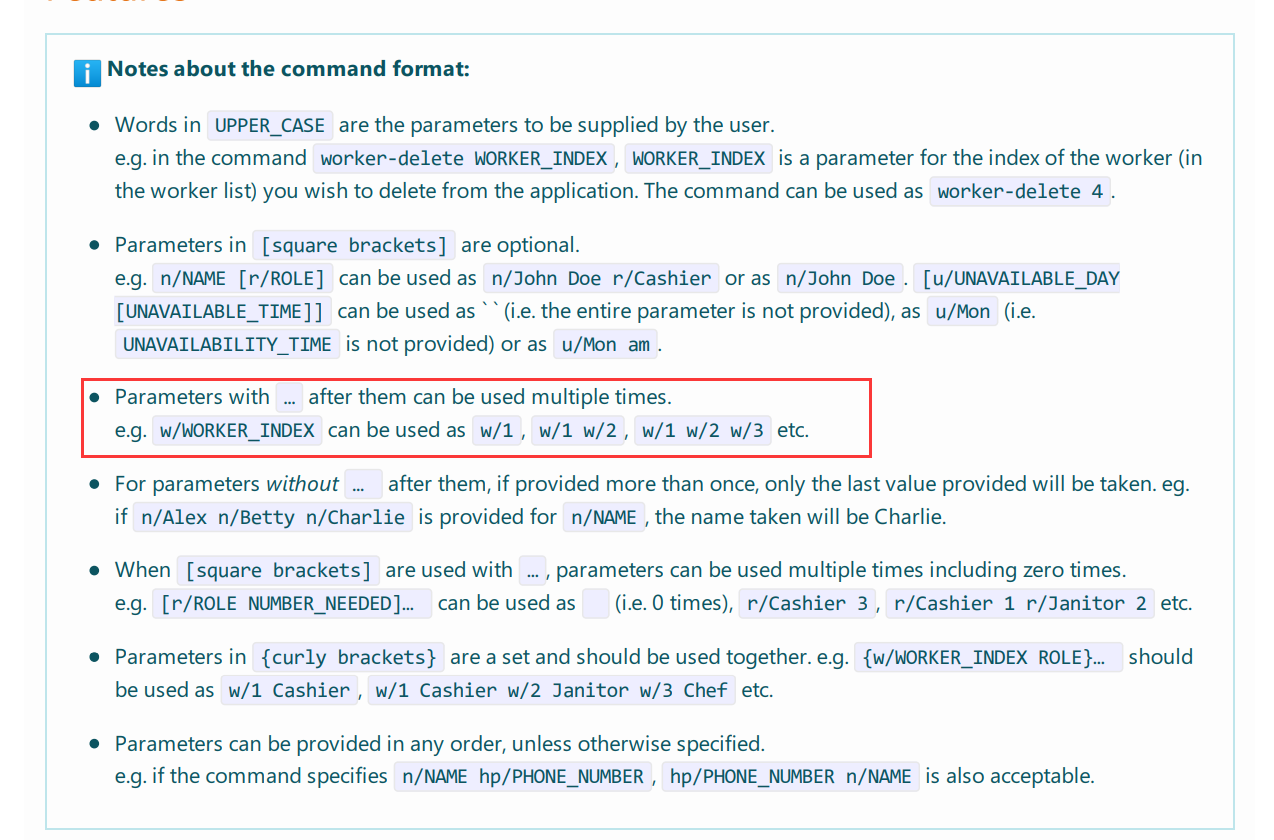 Features
Notes about the command format:
Words in UPPER_CASE are the parameters to be supplied by the user.
e.g. in the command worker-delete WORKER_INDEX, WORKER_INDEX is a parameter for the index of the worker (in
the worker list) you wish to delete from the application. The command can be used as worker-delete 4.
Parameters in [square brackets] are optional.
e.g. n/NAME [r/ROLE] can be used as n/John Doe r/Cashier or as n/John Doe. [u/UNAVAILABLE_DAY
[UNAVAILABLE_TIME]] can be used as `` (i.e. the entire parameter is not provided), as u/Mon (i.e.
UNAVAILABILITY_TIME is not provided) or as u/Mon am.
Parameters with … after them can be used multiple times.
e.g. w/WORKER_INDEX can be used as w/1, w/1 w/2, w/1 w/2 w/3 etc.
For parameters without … after them, if provided more than once, only the last value provided will be taken. eg.
if n/Alex n/Betty n/Charlie is provided for n/NAME, the name taken will be Charlie.
When [square brackets] are used with …, parameters can be used multiple times including zero times.
e.g. [r/ROLE NUMBER_NEEDED]… can be used as (i.e. 0 times), r/Cashier 3, r/Cashier 1 r/Janitor 2 etc.
Parameters in {curly brackets} are a set and should be used together. e.g. {w/WORKER_INDEX ROLE}… should
be used as w/1 Cashier, w/1 Cashier w/2 Janitor w/3 Chef etc.
Parameters can be provided in any order, unless otherwise specified.
e.g. if the command specifies n/NAME hp/PHONE_NUMBER, hp/PHONE_NUMBER n/NAME is also acceptable.